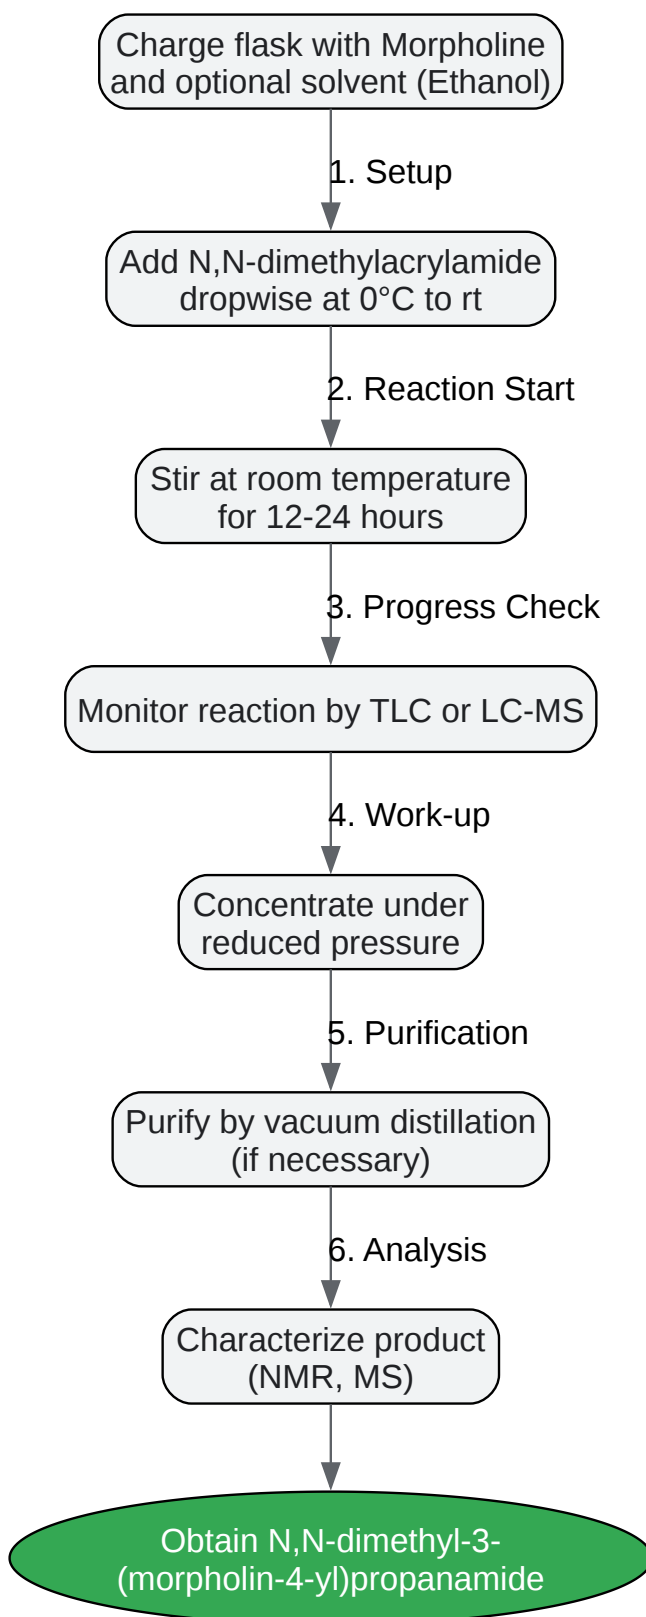 Charge flask with Morpholine
and optional solvent (Ethanol)
1. Setup
Add N,N-dimethylacrylamide
dropwise at 0°C to rt
2. Reaction Start
Stir at room temperature
for 12-24 hours
3. Progress Check
Monitor reaction by TLC or LC-MS
4. Work-up
Concentrate under
reduced pressure
5. Purification
Purify by vacuum distillation
(if necessary)
6. Analysis
Characterize product
(NMR, MS)
Obtain N,N-dimethyl-3-
(morpholin-4-yl)propanamide